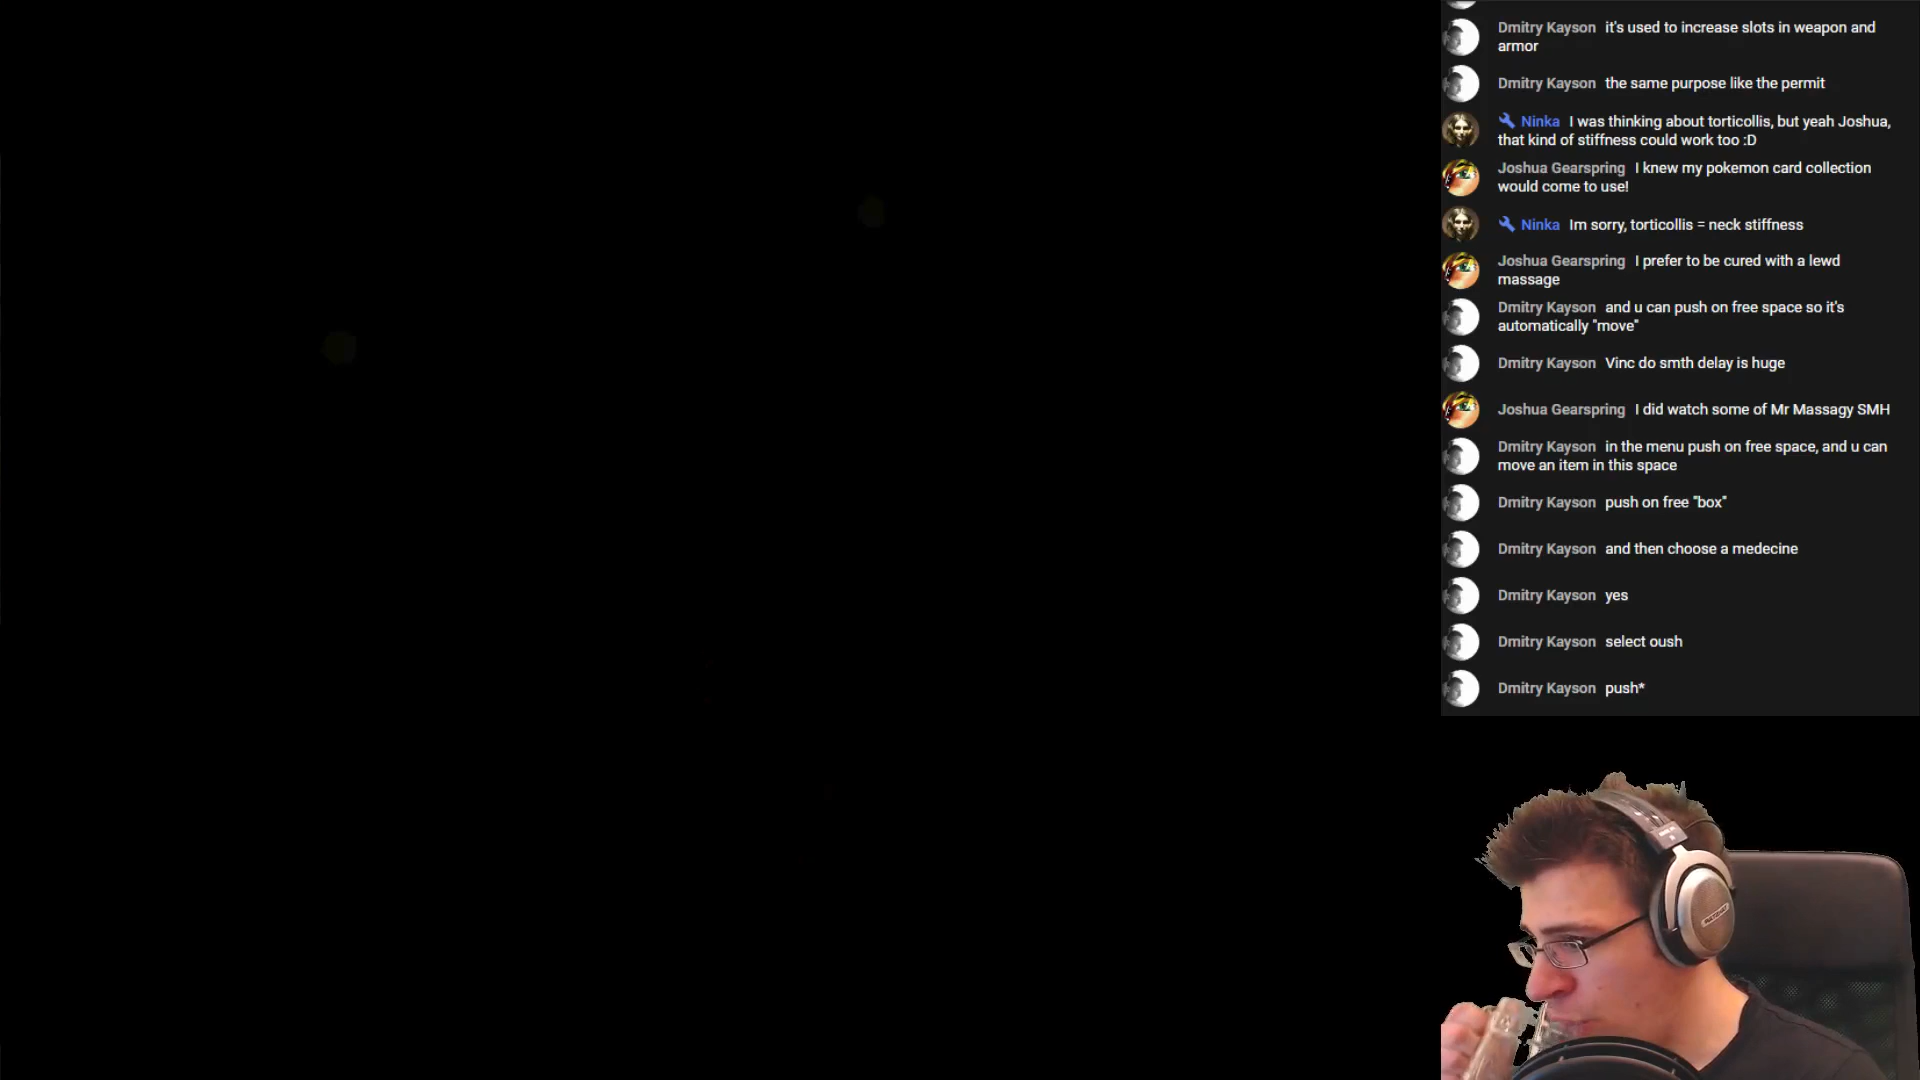 Dmitry Kayson it's used to increase slots in weapon and
armor
Dmitry Kayson the same purpose like the permit
Ninka I was thinking about torticollis, but yeah Joshua,
that kind of stiffness could work too :D
Joshua Gearspring I knew my pokemon card collection
would come to use!
Ninka Im sorry, torticollis = neck stiffness
Joshua Gearspring I prefer to be cured with a lewd
massage
Dmitry Kayson and u can push on free space so it's
automatically "move"
Dmitry Kayson Vinc do smth delay is huge
Joshua Gearspring I did watch some of Mr Massagy SMH
Dmitry Kayson in the menu push on free space, and u can
move an item in this space
Dmitry Kayson push on free "box"
Dmitry Kayson and then choose a medecine
Dmitry Kayson yes
Dmitry Kayson select oush
Dmitry Kayson push*